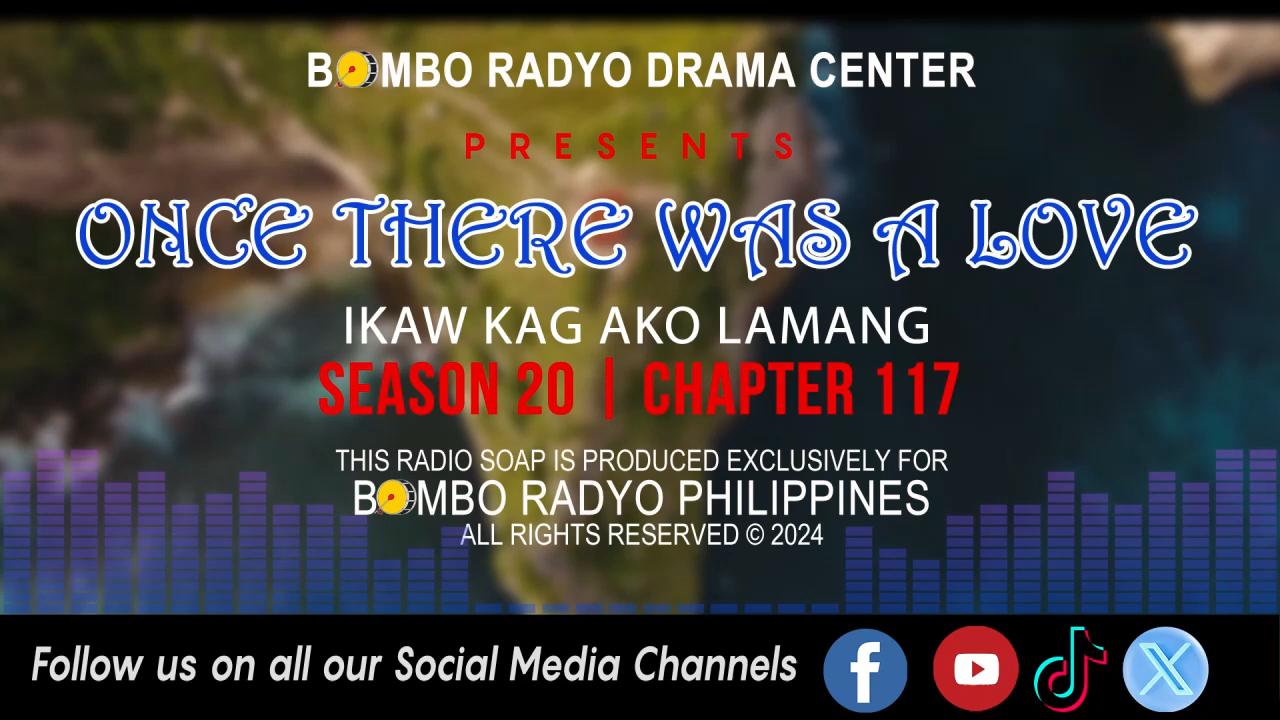 BOMBO RADYO DRAMA CENTER
PRESENTS
ONCE THERE WAS A LOVE
IKAW KAG AKO LAMANG
SEASON 20 | CHAPTER 117
THIS RADIO SOAP IS PRODUCED EXCLUSIVELY FOR
BOMBO RADYO PHILIPPINES
ALL RIGHTS RESERVED © 2024
Follow us on all our Social Media Channels